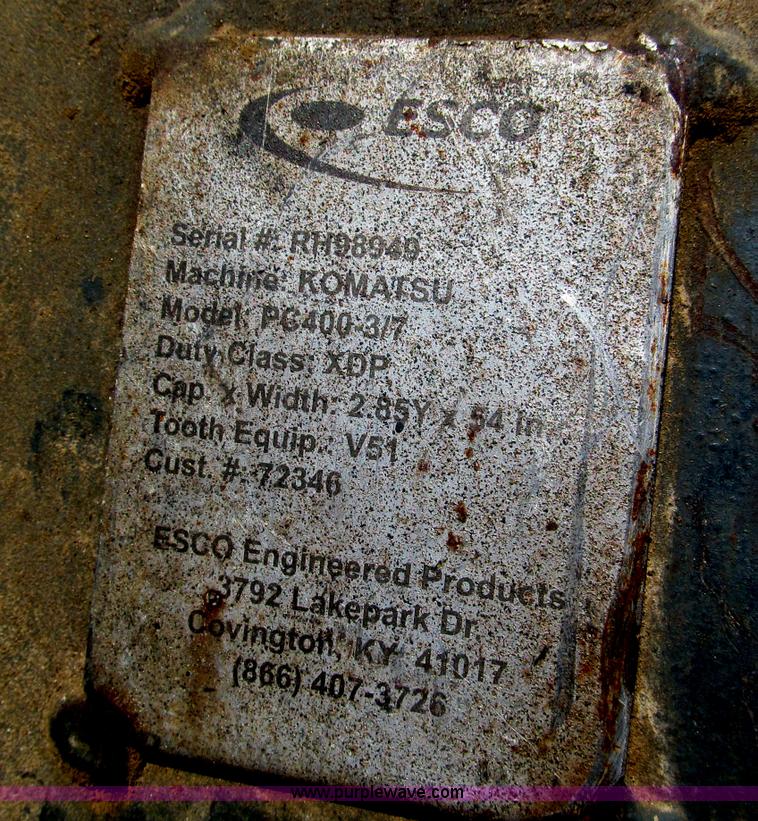 ESCO
Serial #: RH98949
Machine: KOMATSU
Model: PC400-3/7
Duty Class: XDP
Cap. x Width: 2.85Y x 54 In.
Tooth Equip.: V51
Cust. #: 72346
ESCO Engineered Products
3792 Lakepark Dr.
Covington, KY 41017
(866) 407-3726
www.purplewave.com